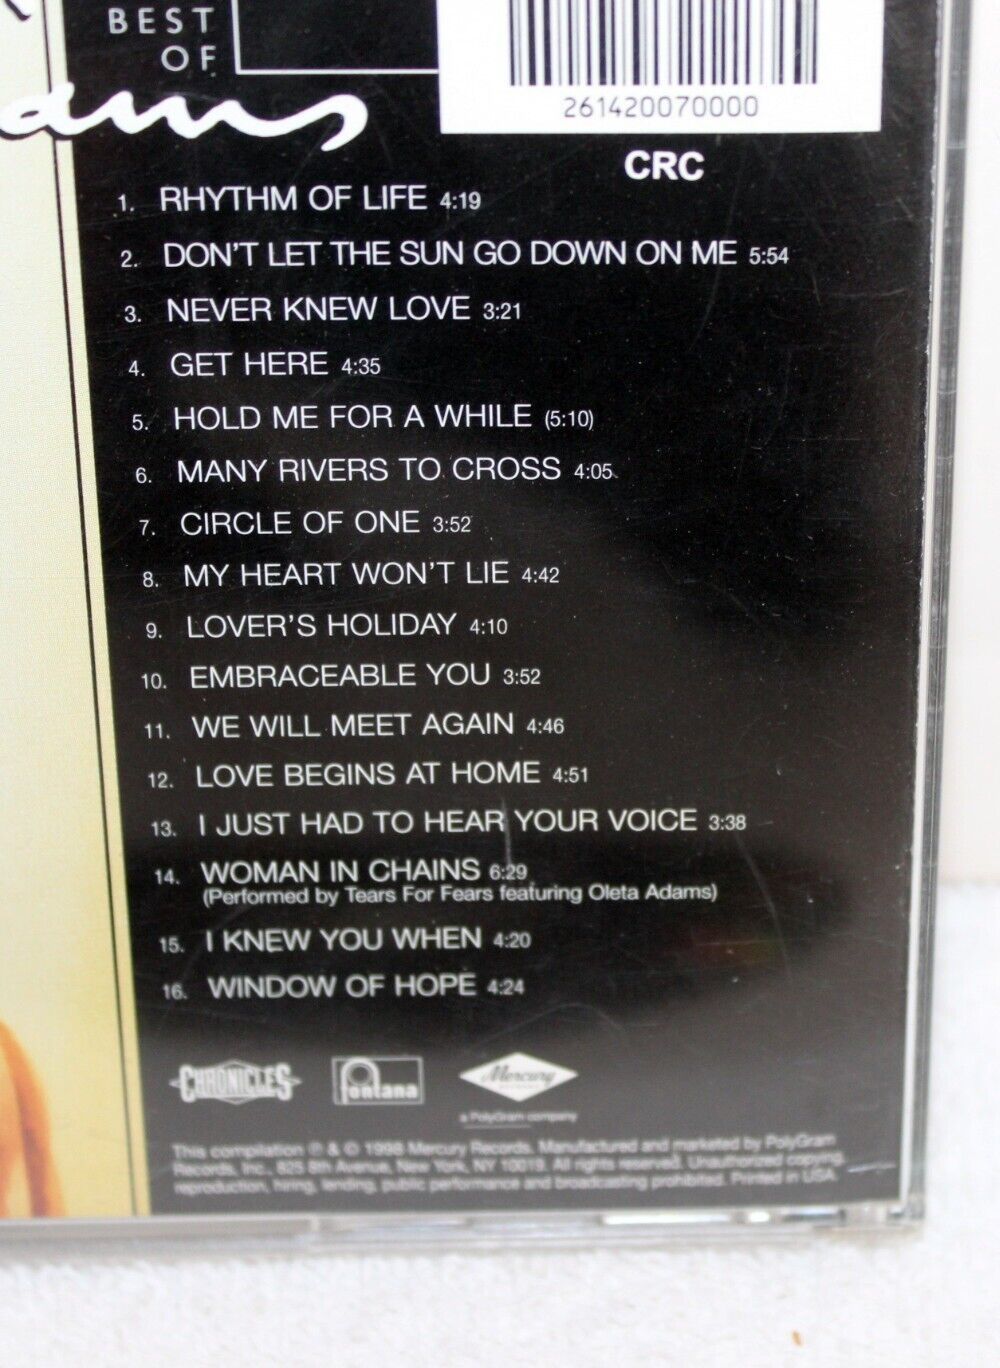 BEST
OF
ams
261420070000
CRC
1. RHYTHM OF LIFE 4:19
2. DON'T LET THE SUN GO DOWN ON ME 5:54
3. NEVER KNEW LOVE 3:21
4. GET HERE 4:35
5. HOLD ME FOR A WHILE (5:10)
6. MANY RIVERS TO CROSS 4:05
7. CIRCLE OF ONE 3:52
8. MY HEART WON'T LIE 4:42
9. LOVER'S HOLIDAY 4:10
10. EMBRACEABLE YOU 3:52
11. WE WILL MEET AGAIN 4:46
12. LOVE BEGINS AT HOME 4:51
13. I JUST HAD TO HEAR YOUR VOICE 3:38
14. WOMAN IN CHAINS 6:29
(Performed by Tears For Fears featuring Oleta Adams)
15. I KNEW YOU WHEN 4:20
16. WINDOW OF HOPE 4:24
CHRONICLES
Fontana
Mercury
a PolyGram company
This compilation ℗ & © 1996 Mercury Records. Manufactured and marketed by PolyGram
Records, Inc., 825 8th Avenue, New York, NY 10019. All rights reserved. Unauthorized copying,
reproduction, hiring, lending, public performance and broadcasting prohibited. Printed in USA.